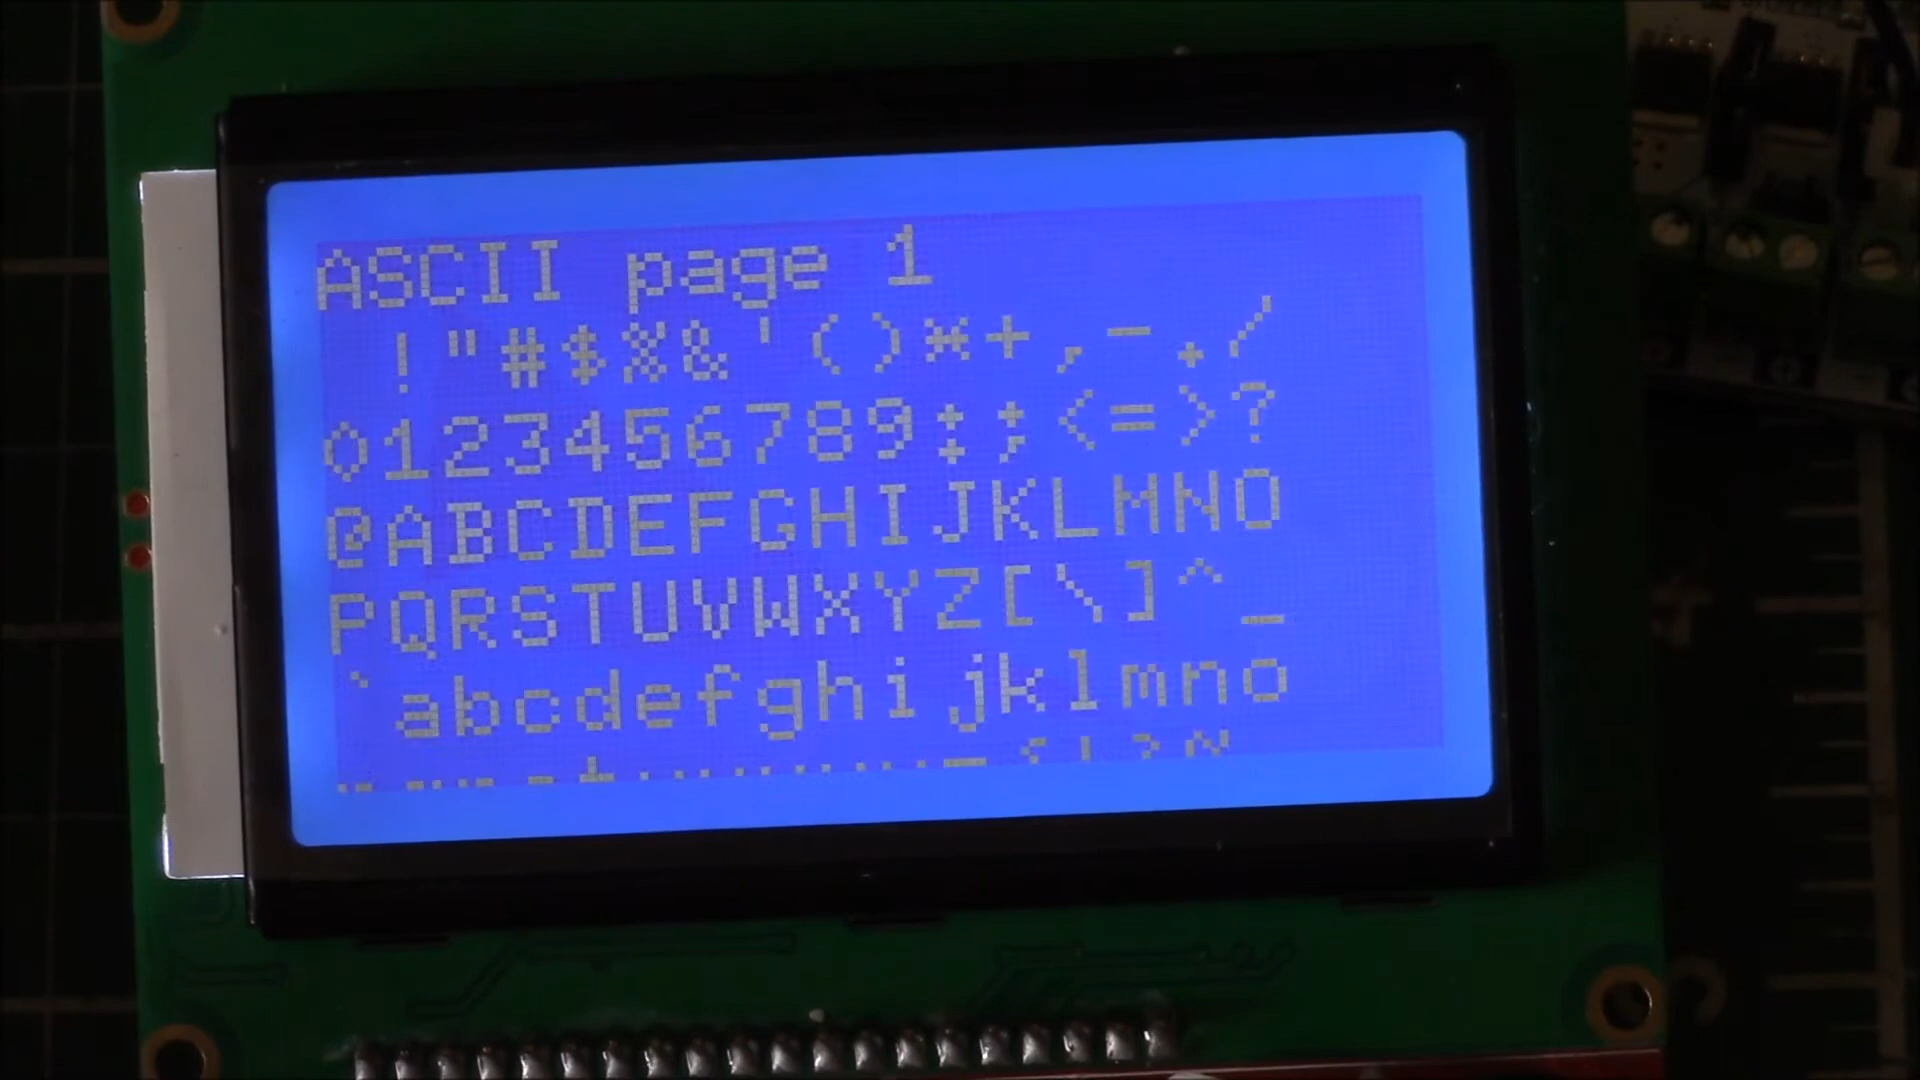 ASCII page 1
 !"#$%&'()*+,-./
0123456789:;<=>?
@ABCDEFGHIJKLMNO
PQRSTUVWXYZ[\]^_
`abcdefghijklmno